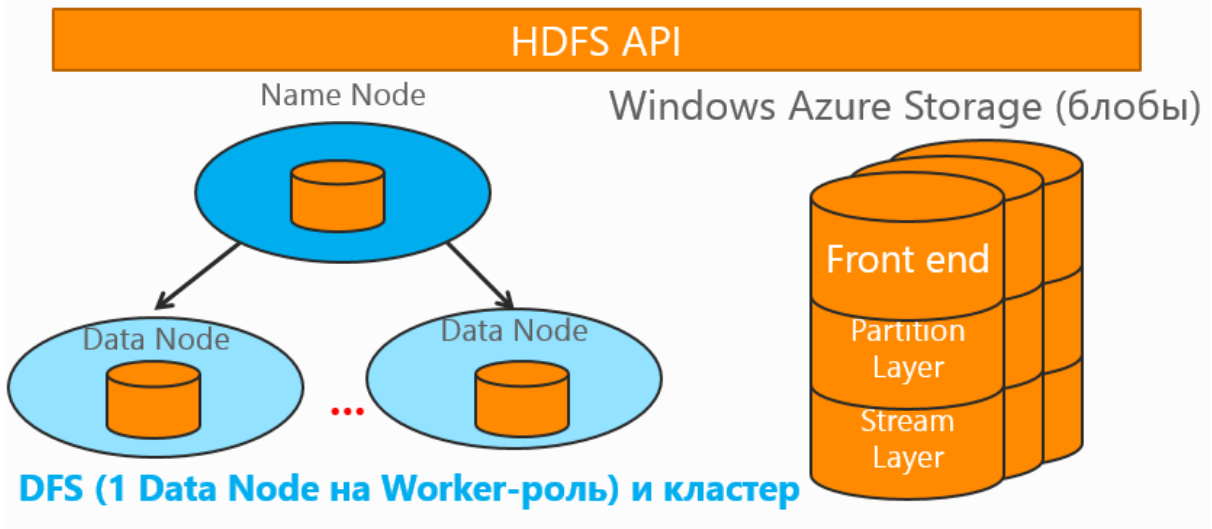 HDFS API
Name Node
Windows Azure Storage (блобы)
Front end
Partition
Layer
Stream
Layer
Data Node
Data Node
...
DFS (1 Data Node на Worker-роль) и кластер